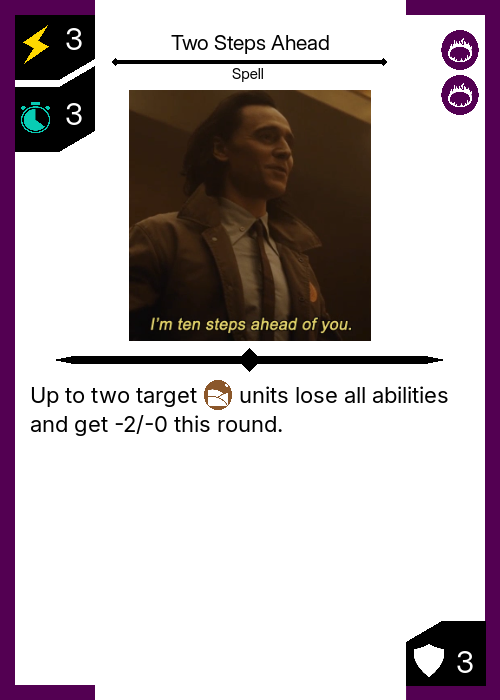 3
Two Steps Ahead
Spell
3
I'm ten steps ahead of you.
Up to two target units lose all abilities
and get -2/-0 this round.
3